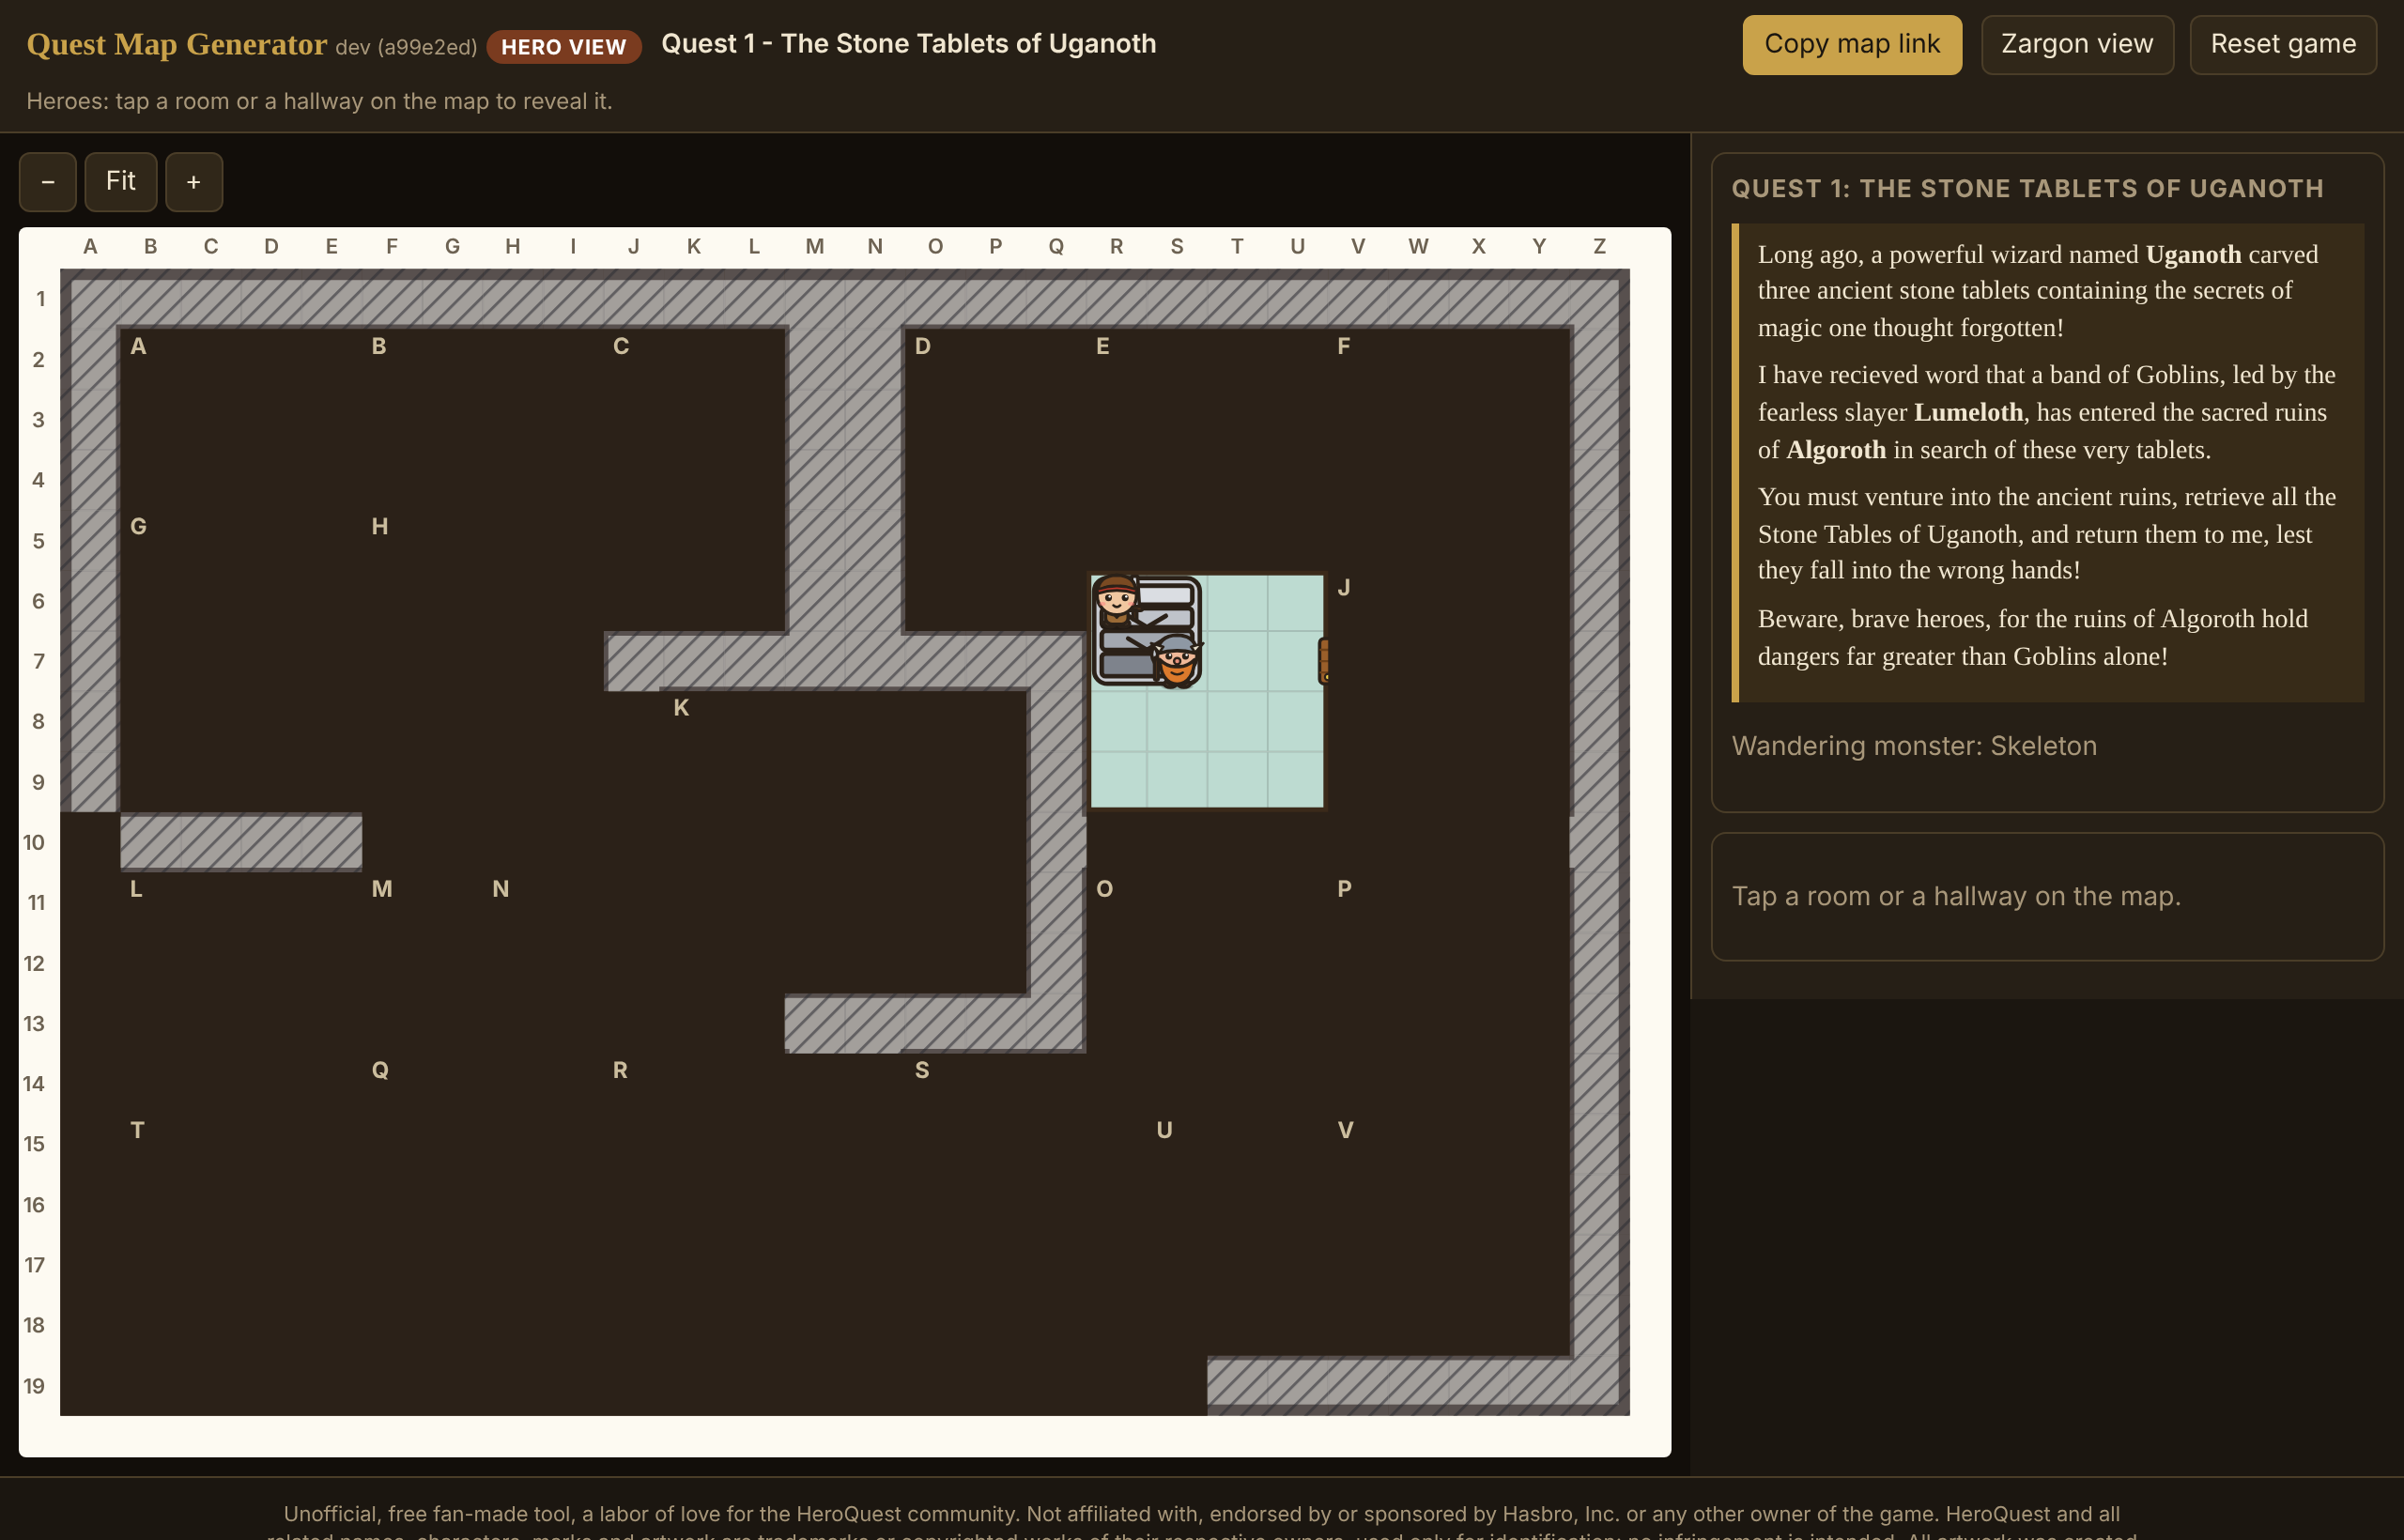 Quest Map Generator dev (a99e2ed) HERO VIEW Quest 1 - The Stone Tablets of Uganoth
Copy map link Zargon view Reset game
Heroes: tap a room or a hallway on the map to reveal it.
− Fit +
A B C D E F G H I J K L M N O P Q R S T U V W X Y Z
1
A B C D E F
2
3
4
G H
5
J
6
7
K
8
9
10
L M N O P
11
12
13
Q R S
14
T U V
15
16
17
18
19
QUEST 1: THE STONE TABLETS OF UGANOTH
Long ago, a powerful wizard named Uganoth carved
three ancient stone tablets containing the secrets of
magic one thought forgotten!
I have recieved word that a band of Goblins, led by the
fearless slayer Lumeloth, has entered the sacred ruins
of Algoroth in search of these very tablets.
You must venture into the ancient ruins, retrieve all the
Stone Tables of Uganoth, and return them to me, lest
they fall into the wrong hands!
Beware, brave heroes, for the ruins of Algoroth hold
dangers far greater than Goblins alone!
Wandering monster: Skeleton
Tap a room or a hallway on the map.
Unofficial, free fan-made tool, a labor of love for the HeroQuest community. Not affiliated with, endorsed by or sponsored by Hasbro, Inc. or any other owner of the game. HeroQuest and all